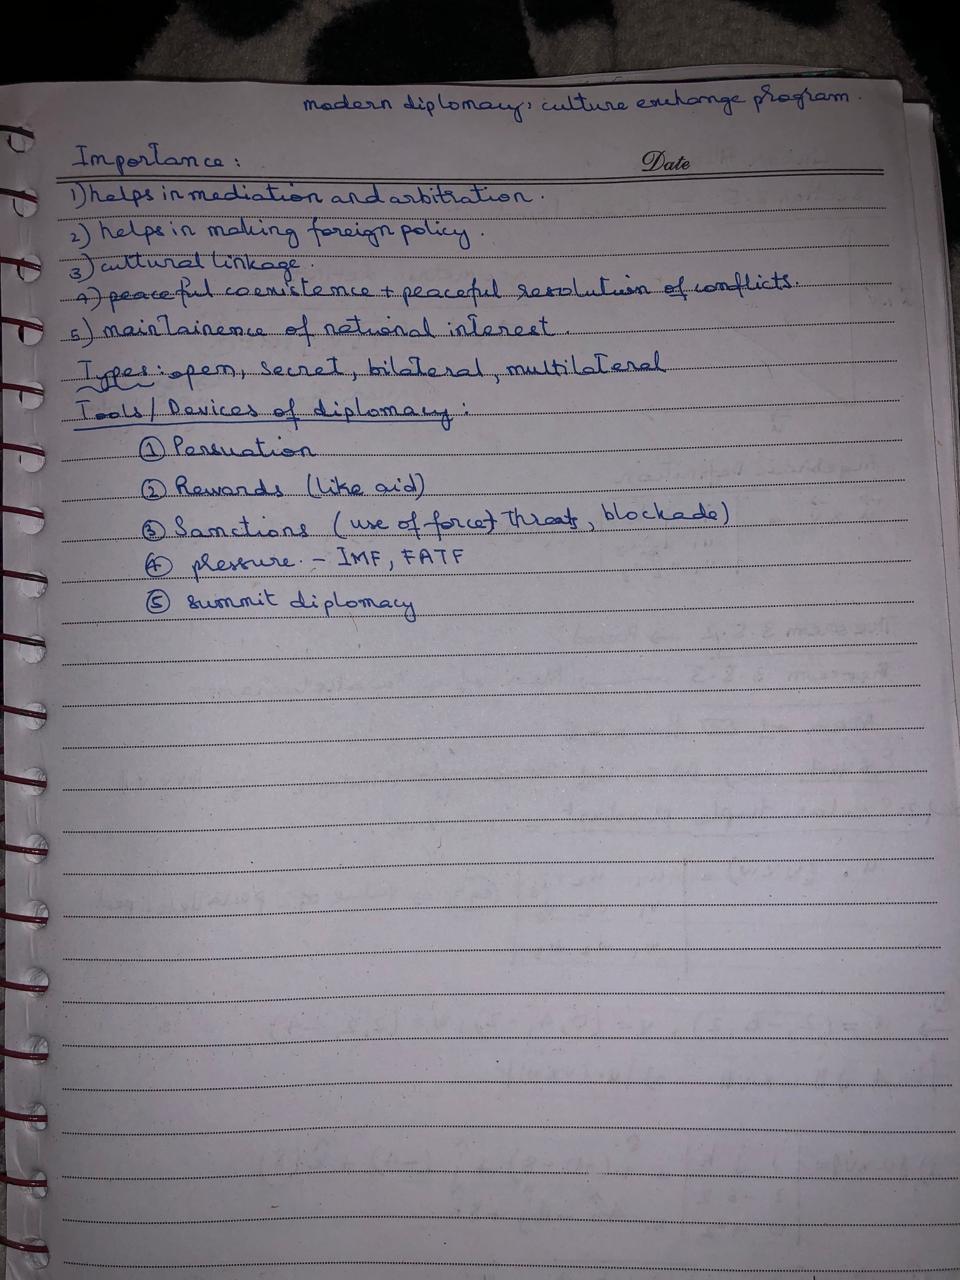 modern diplomacy, culture exchange program.
Importance:
Date
1) helps in mediation and arbitration.
2) helps in making foreign policy.
3) cultural linkage.
4) peaceful coexistence + peaceful resolution of conflicts.
5) maintainence of national interest.
Types: open, secret, bilateral, multilateral
Tools/Devices of diplomacy:
① Persuation
② Rewards (like aid)
③ Sanctions (use of force + threats, blockade)
④ pressure - IMF, FATF
⑤ summit diplomacy